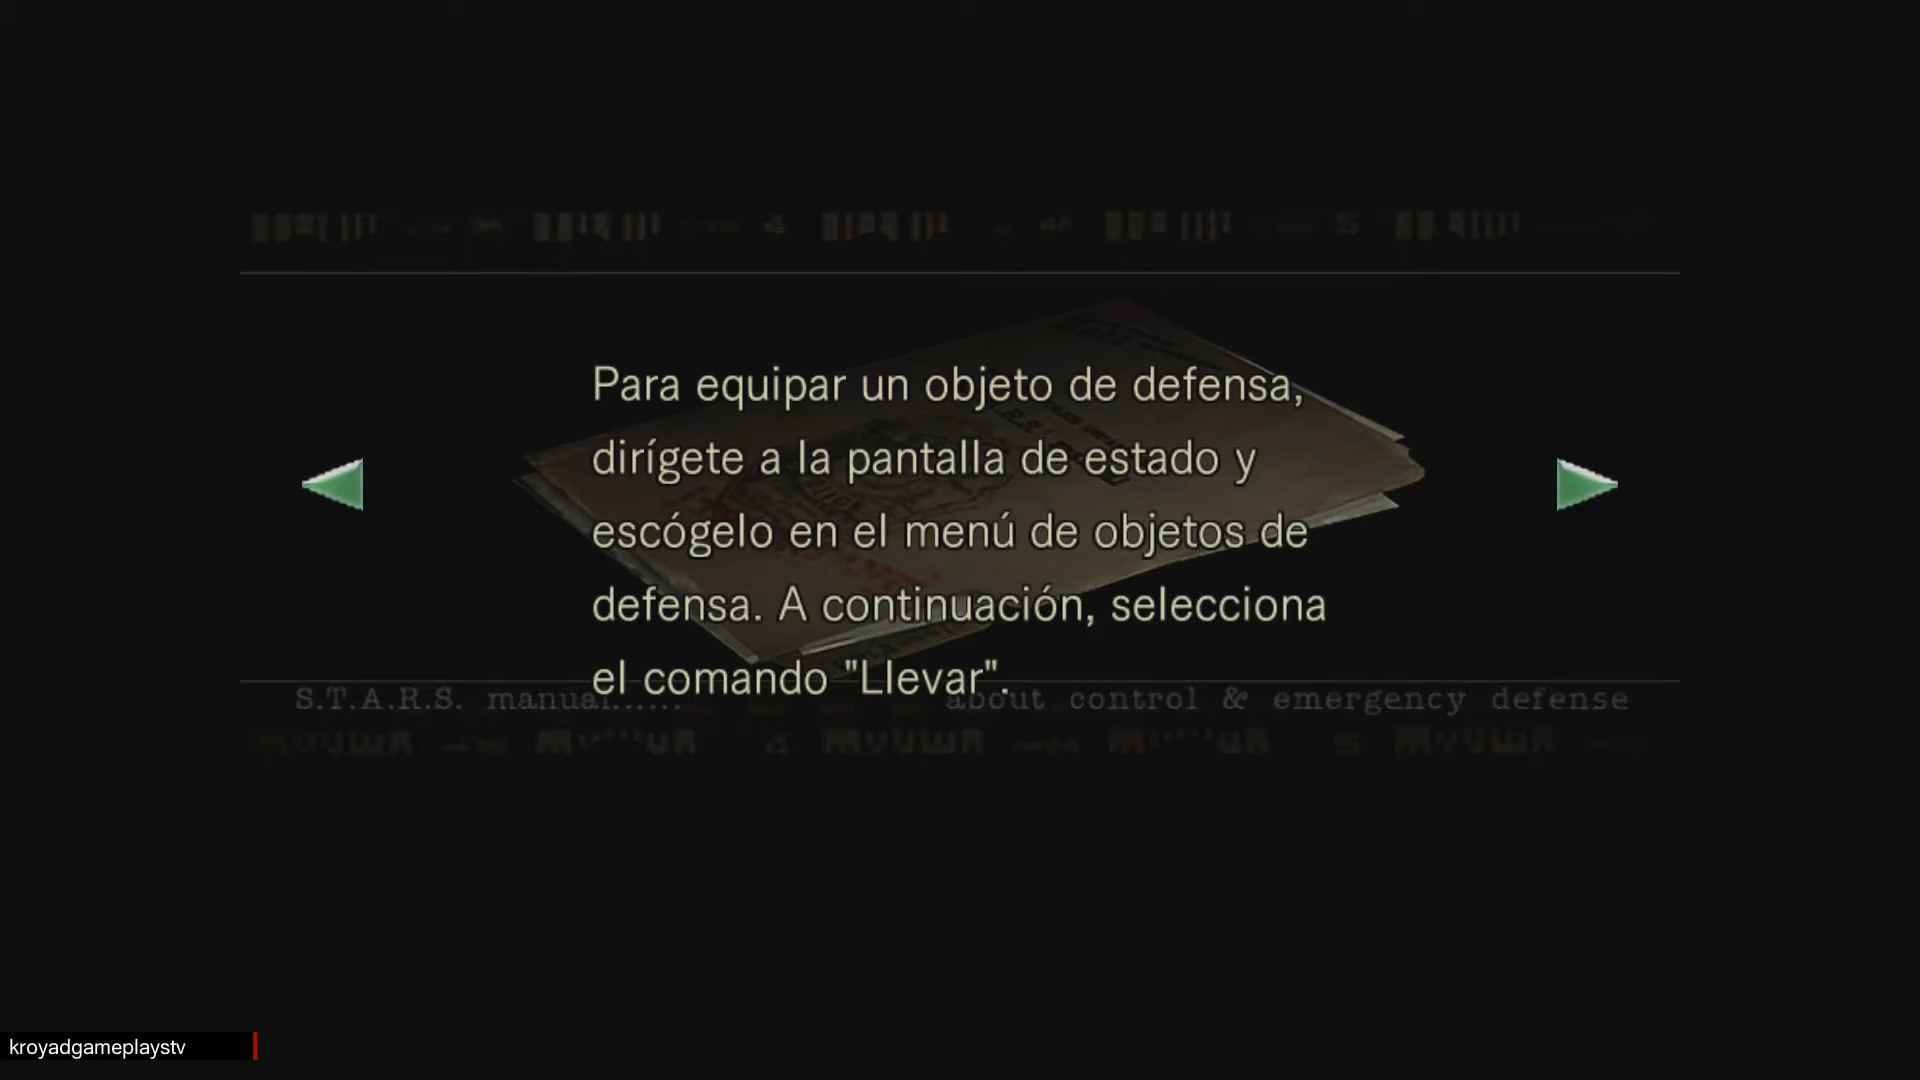 Para equipar un objeto de defensa,
dirígete a la pantalla de estado y
escógelo en el menú de objetos de
defensa. A continuación, selecciona
el comando "Llevar".
S.T.A.R.S. manual...... about control & emergency defense
kroyadgameplaystv